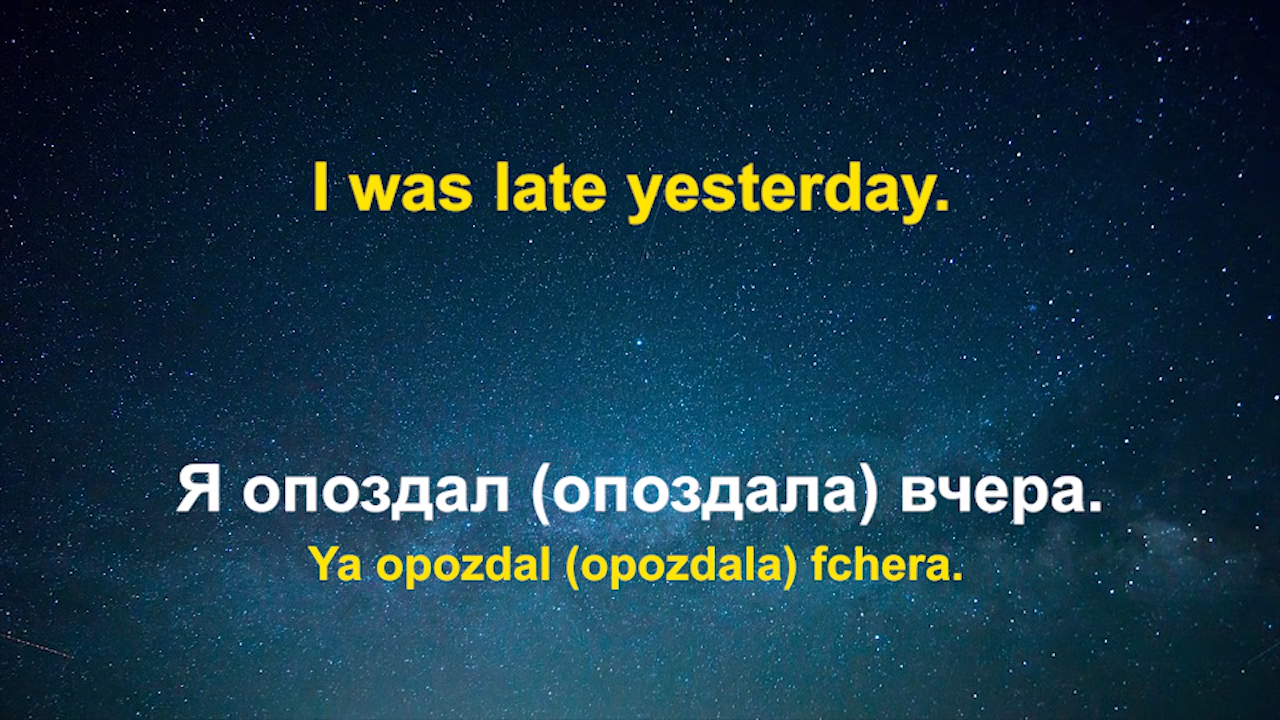 I was late yesterday.
Я опоздал (опоздала) вчера.
Ya opozdal (opozdala) fchera.